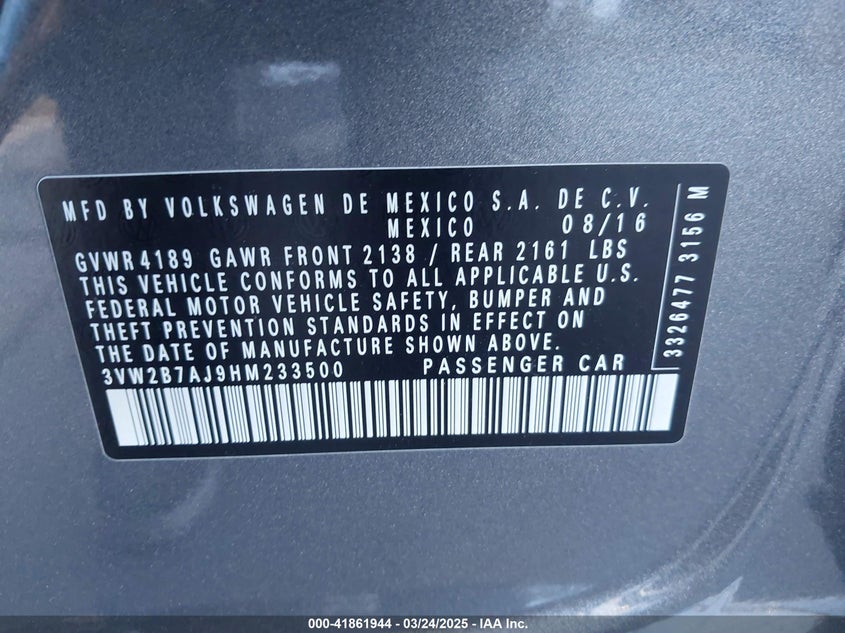 MFD BY VOLKSWAGEN DE MEXICO S.A. DE C.V.
MEXICO 08/16
GVWR 4189 GAWR FRONT 2138 / REAR 2161 LBS
THIS VEHICLE CONFORMS TO ALL APPLICABLE U.S.
FEDERAL MOTOR VEHICLE SAFETY, BUMPER AND
THEFT PREVENTION STANDARDS IN EFFECT ON
THE DATE OF MANUFACTURE SHOWN ABOVE.
3VW2B7AJ9HM233500 PASSENGER CAR
3326477 3156 M
000-41861944 - 03/24/2025 - IAA Inc.